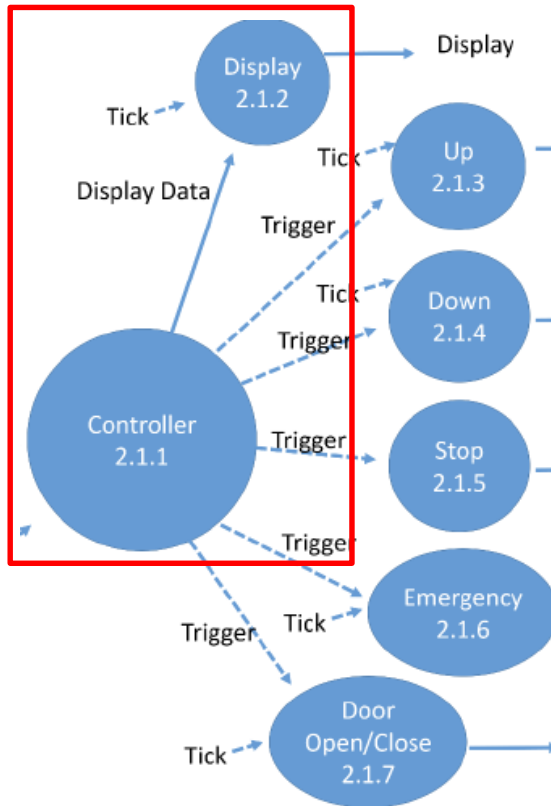 Display
2.1.2
Display
Tick
Tick
Up
2.1.3
Display Data
Trigger
Tick
Down
2.1.4
Trigger
Controller
2.1.1
Trigger
Stop
2.1.5
Trigger
Emergency
2.1.6
Tick
Trigger
Door
Open/Close
2.1.7
Tick